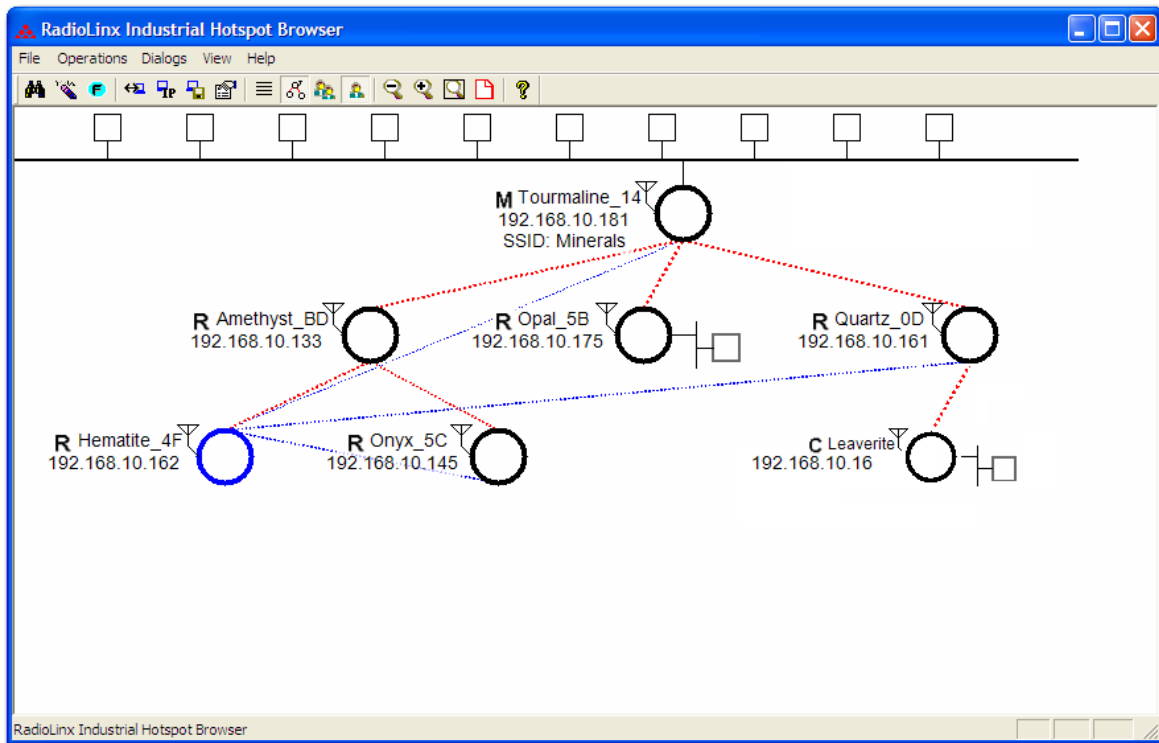 RadioLinx Industrial Hotspot Browser
File Operations Dialogs View Help
IP
M Tourmaline_14
192.168.10.181
SSID: Minerals
R Amethyst_BD
192.168.10.133
R Opal_5B
192.168.10.175
R Quartz_0D
192.168.10.161
R Hematite_4F
192.168.10.162
R Onyx_5C
192.168.10.145
C Leaverite
192.168.10.16
RadioLinx Industrial Hotspot Browser